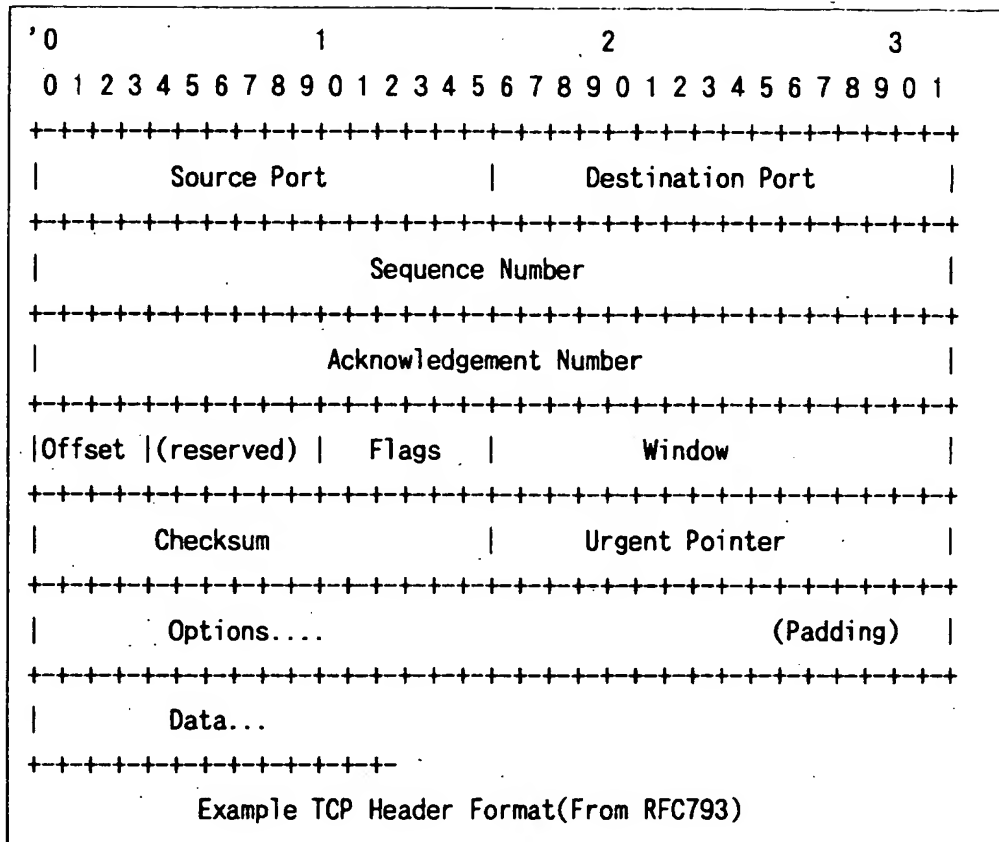 '0                   1                   2                   3
 0 1 2 3 4 5 6 7 8 9 0 1 2 3 4 5 6 7 8 9 0 1 2 3 4 5 6 7 8 9 0 1
+-+-+-+-+-+-+-+-+-+-+-+-+-+-+-+-+-+-+-+-+-+-+-+-+-+-+-+-+-+-+-+-+
|         Source Port           |      Destination Port         |
+-+-+-+-+-+-+-+-+-+-+-+-+-+-+-+-+-+-+-+-+-+-+-+-+-+-+-+-+-+-+-+-+
|                       Sequence Number                         |
+-+-+-+-+-+-+-+-+-+-+-+-+-+-+-+-+-+-+-+-+-+-+-+-+-+-+-+-+-+-+-+-+
|                    Acknowledgement Number                     |
+-+-+-+-+-+-+-+-+-+-+-+-+-+-+-+-+-+-+-+-+-+-+-+-+-+-+-+-+-+-+-+-+
|Offset |(reserved) |   Flags   |          Window               |
+-+-+-+-+-+-+-+-+-+-+-+-+-+-+-+-+-+-+-+-+-+-+-+-+-+-+-+-+-+-+-+-+
|        Checksum               |      Urgent Pointer           |
+-+-+-+-+-+-+-+-+-+-+-+-+-+-+-+-+-+-+-+-+-+-+-+-+-+-+-+-+-+-+-+-+
|         Options....                               (Padding)   |
+-+-+-+-+-+-+-+-+-+-+-+-+-+-+-+-+-+-+-+-+-+-+-+-+-+-+-+-+-+-+-+-+
|         Data...
+-+-+-+-+-+-+-+-+-+-+-+-+-
Example TCP Header Format(From RFC793)